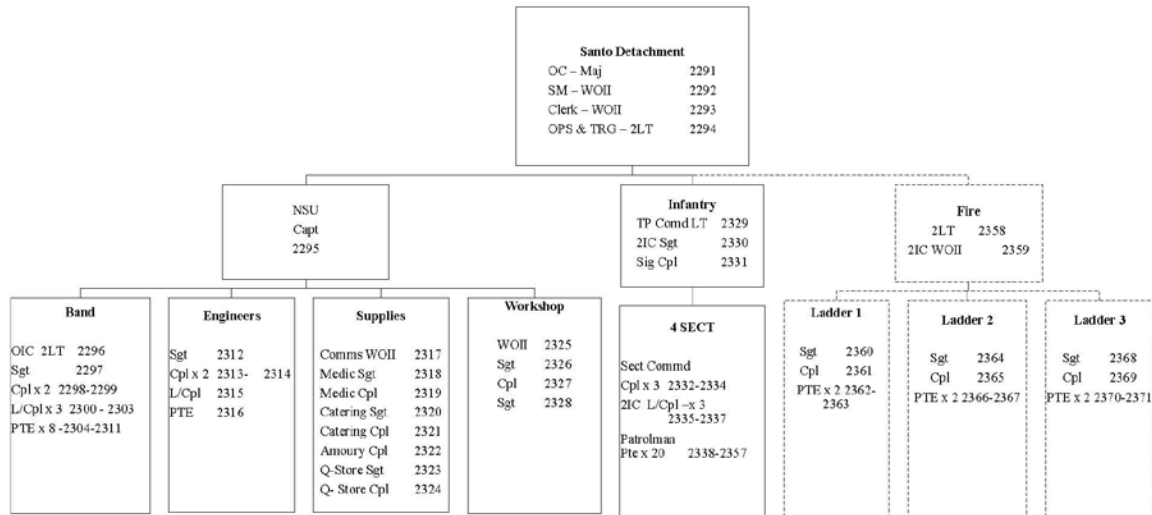 Santo Detachment
OC – Maj 2291
SM – WOII 2292
Clerk – WOII 2293
OPS & TRG – 2LT 2294
NSU
Capt
2295
Infantry
TP Comd LT 2329
2IC Sgt 2330
Sig Cpl 2331
Fire
2LT 2358
2IC WOII 2359
Band
OIC 2LT 2296
Sgt 2297
Cpl x 2 2298-2299
L/Cpl x 3 2300 - 2303
PTE x 8 -2304-2311
Engineers
Sgt 2312
Cpl x 2 2313- 2314
L/Cpl 2315
PTE 2316
Supplies
Comms WOII 2317
Medic Sgt 2318
Medic Cpl 2319
Catering Sgt 2320
Catering Cpl 2321
Amoury Cpl 2322
Q-Store Sgt 2323
Q- Store Cpl 2324
Workshop
WOII 2325
Sgt 2326
Cpl 2327
Sgt 2328
4 SECT
Sect Commd
Cpl x 3 2332-2334
2IC L/Cpl –x 3
2335-2337
Patrolman
Pte x 20 2338-2357
Ladder 1
Sgt 2360
Cpl 2361
PTE x 2 2362-
2363
Ladder 2
Sgt 2364
Cpl 2365
PTE x 2 2366-2367
Ladder 3
Sgt 2368
Cpl 2369
PTE x 2 2370-2371